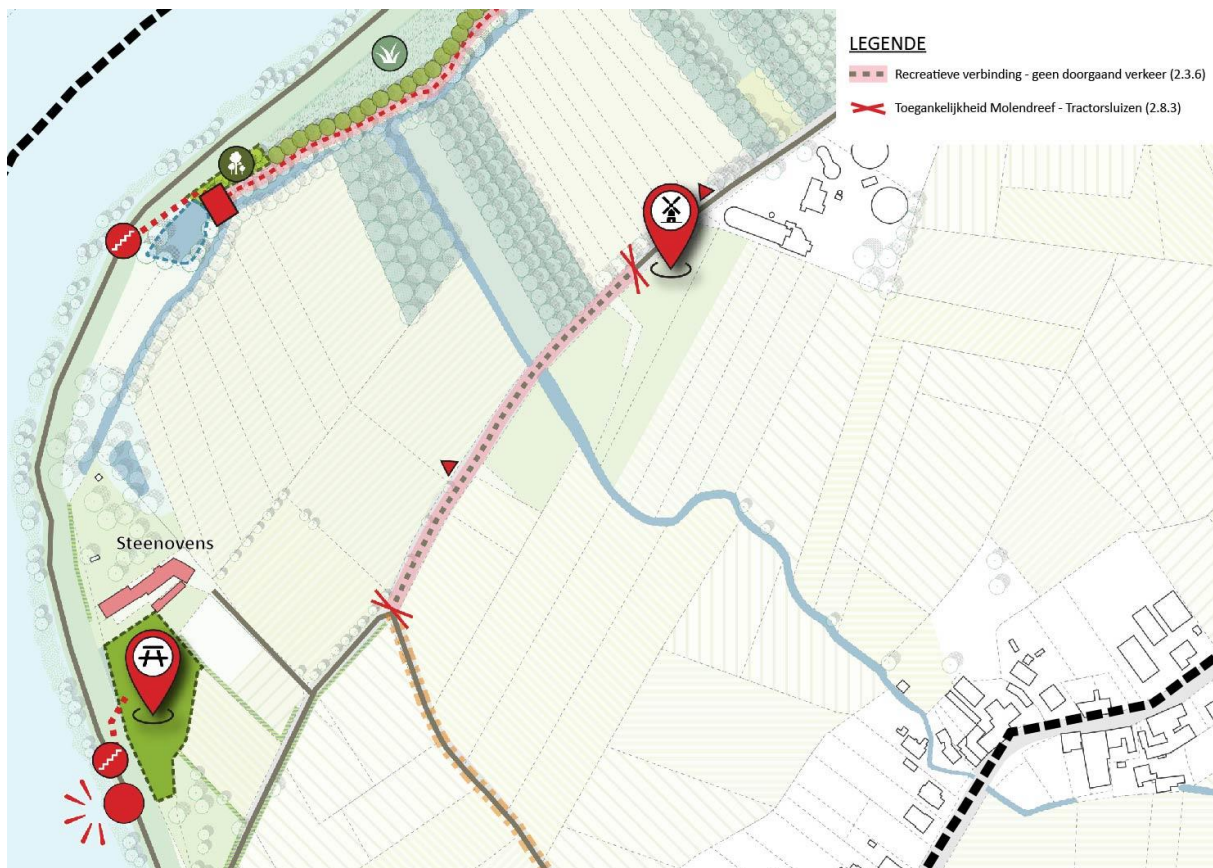 LEGENDE
Recreatieve verbinding - geen doorgaand verkeer (2.3.6)
Toegankelijkheid Molendreef - Tractorsluizen (2.8.3)
Steenovens